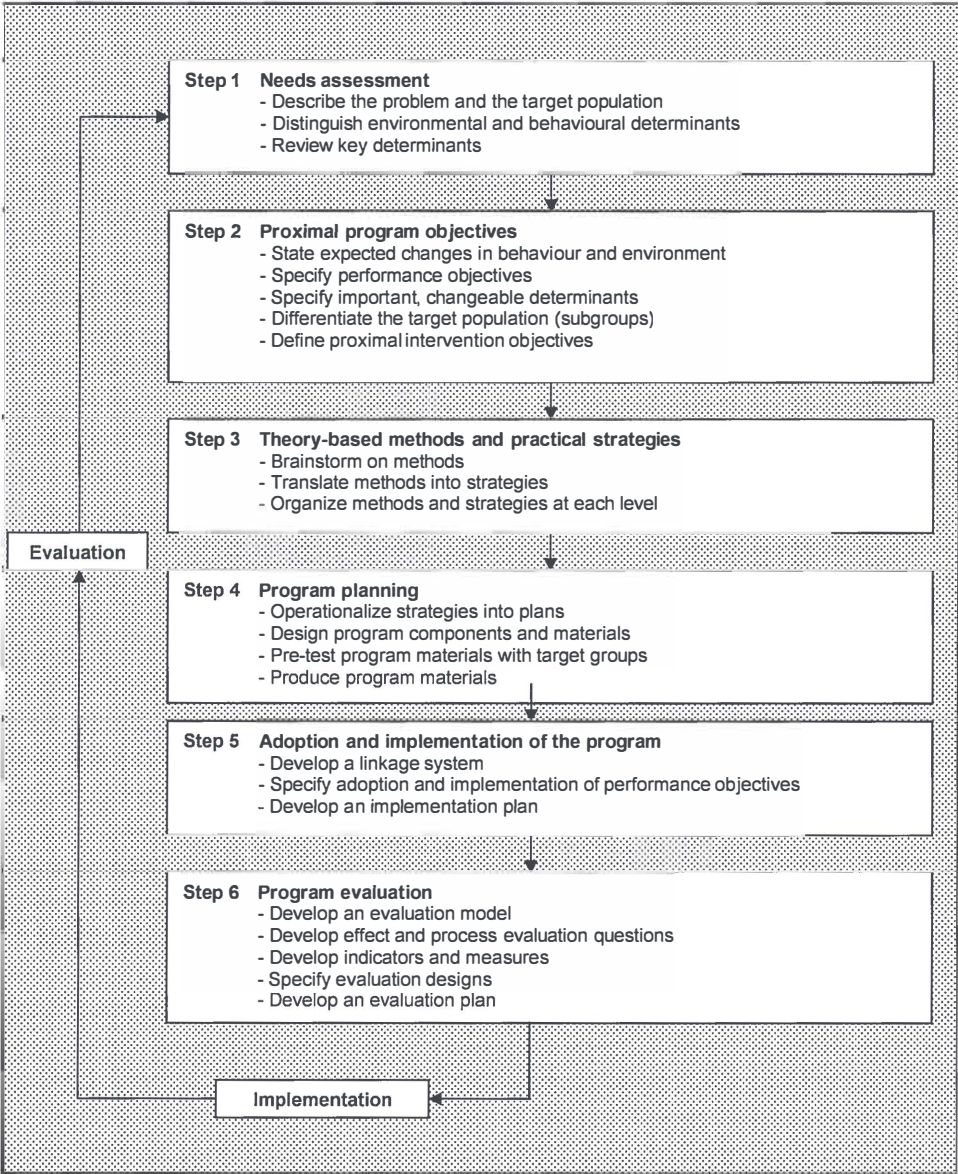 Step 1 Needs assessment
- Describe the problem and the target population
- Distinguish environmental and behavioural determinants
- Review key determinants
Step 2 Proximal program objectives
- State expected changes in behaviour and environment
- Specify performance objectives
- Specify important, changeable determinants
- Differentiate the target population (subgroups)
- Define proximal intervention objectives
Step 3 Theory-based methods and practical strategies
- Brainstorm on methods
- Translate methods into strategies
- Organize methods and strategies at each level
Evaluation
Step 4 Program planning
- Operationalize strategies into plans
- Design program components and materials
- Pre-test program materials with target groups
- Produce program materials
Step 5 Adoption and implementation of the program
- Develop a linkage system
- Specify adoption and implementation of performance objectives
- Develop an implementation plan
Step 6 Program evaluation
- Develop an evaluation model
- Develop effect and process evaluation questions
- Develop indicators and measures
- Specify evaluation designs
- Develop an evaluation plan
Implementation